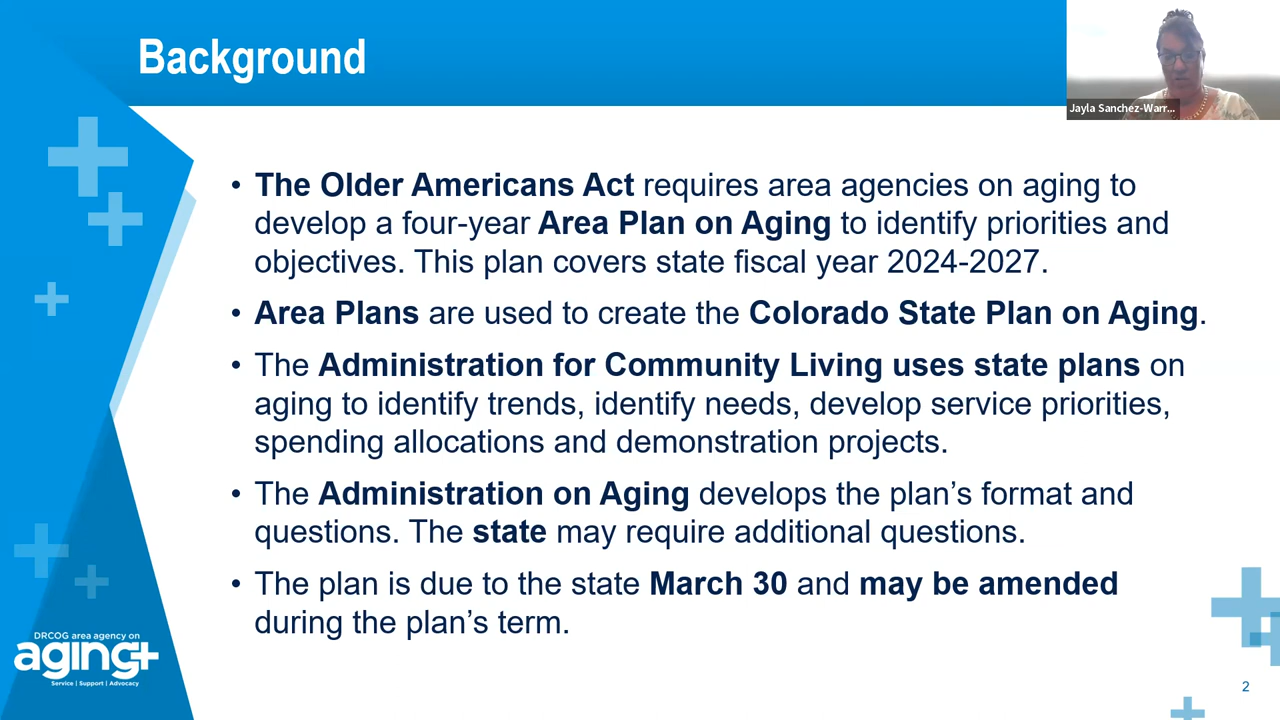 Background
Jayla Sanchez-Warr...
• The Older Americans Act requires area agencies on aging to
develop a four-year Area Plan on Aging to identify priorities and
objectives. This plan covers state fiscal year 2024-2027.
• Area Plans are used to create the Colorado State Plan on Aging.
• The Administration for Community Living uses state plans on
aging to identify trends, identify needs, develop service priorities,
spending allocations and demonstration projects.
• The Administration on Aging develops the plan’s format and
questions. The state may require additional questions.
• The plan is due to the state March 30 and may be amended
during the plan’s term.
DRCOG area agency on
aging+
Service | Support | Advocacy
2